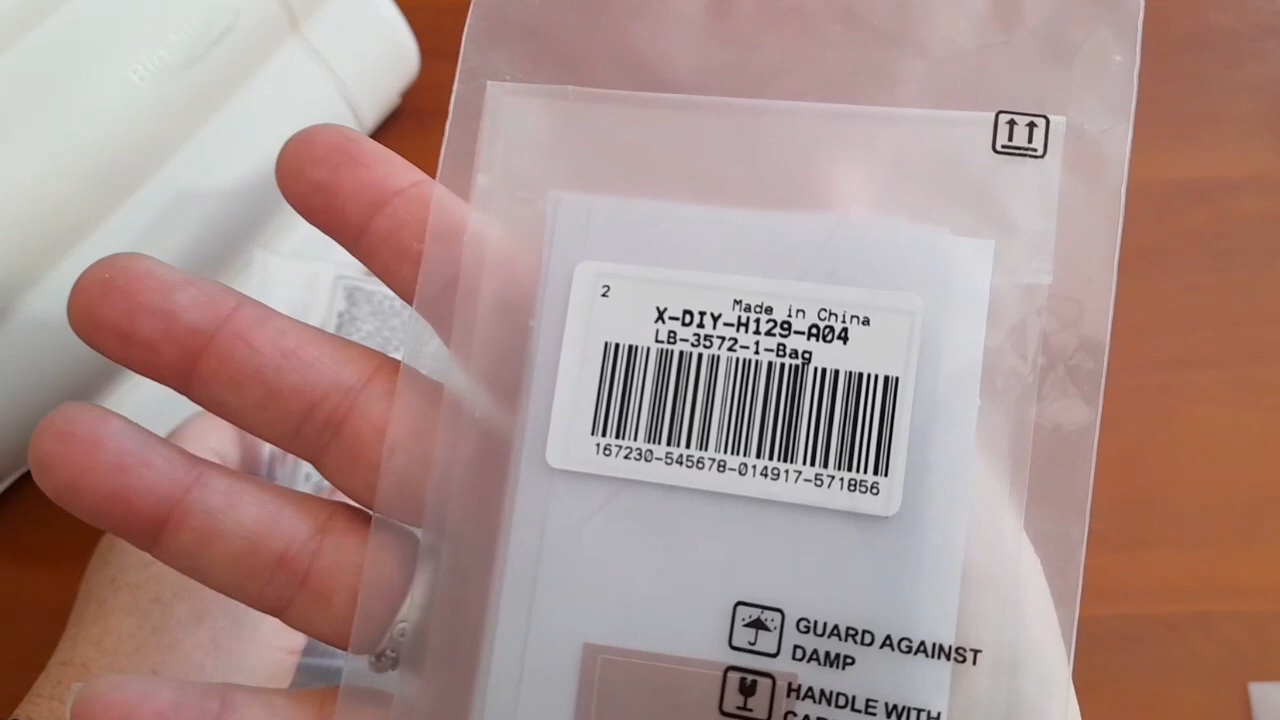 2
Made in China
X-DIY-H129-A04
LB-3572-1-Bag
167230-545678-014917-571856
GUARD AGAINST
DAMP
HANDLE WITH